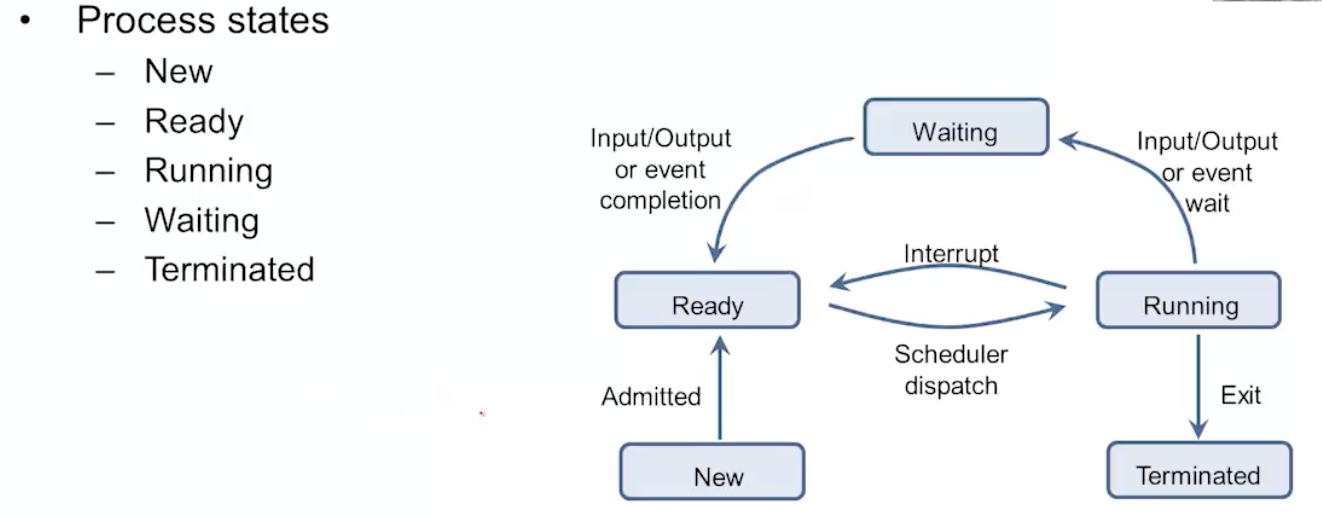 • Process states
– New
– Ready
– Running
– Waiting
– Terminated
Waiting
Input/Output
or event
completion
Input/Output
or event
wait
Interrupt
Ready
Running
Scheduler
dispatch
Admitted
Exit
New
Terminated